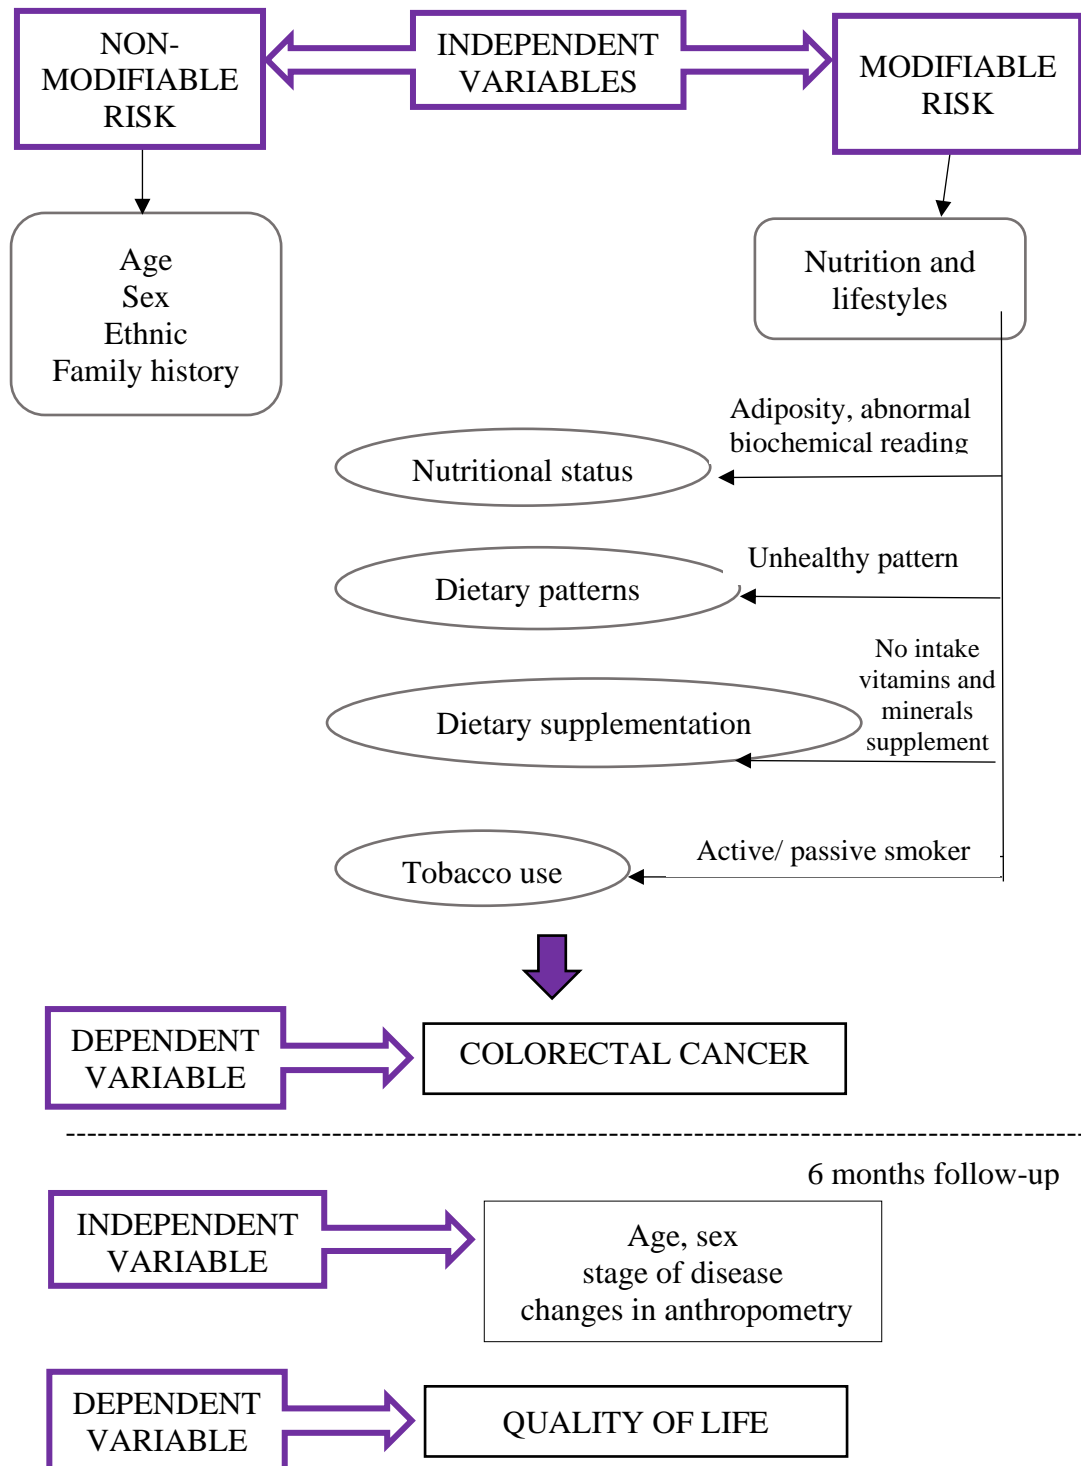 NON-
MODIFIABLE
RISK
INDEPENDENT
VARIABLES
MODIFIABLE
RISK
Age
Sex
Ethnic
Family history
Nutrition and
lifestyles
Adiposity, abnormal
biochemical reading
Nutritional status
Unhealthy pattern
Dietary patterns
No intake
vitamins and
minerals
supplement
Dietary supplementation
Active/ passive smoker
Tobacco use
DEPENDENT
VARIABLE
COLORECTAL CANCER
6 months follow-up
INDEPENDENT
VARIABLE
Age, sex
stage of disease
changes in anthropometry
DEPENDENT
VARIABLE
QUALITY OF LIFE